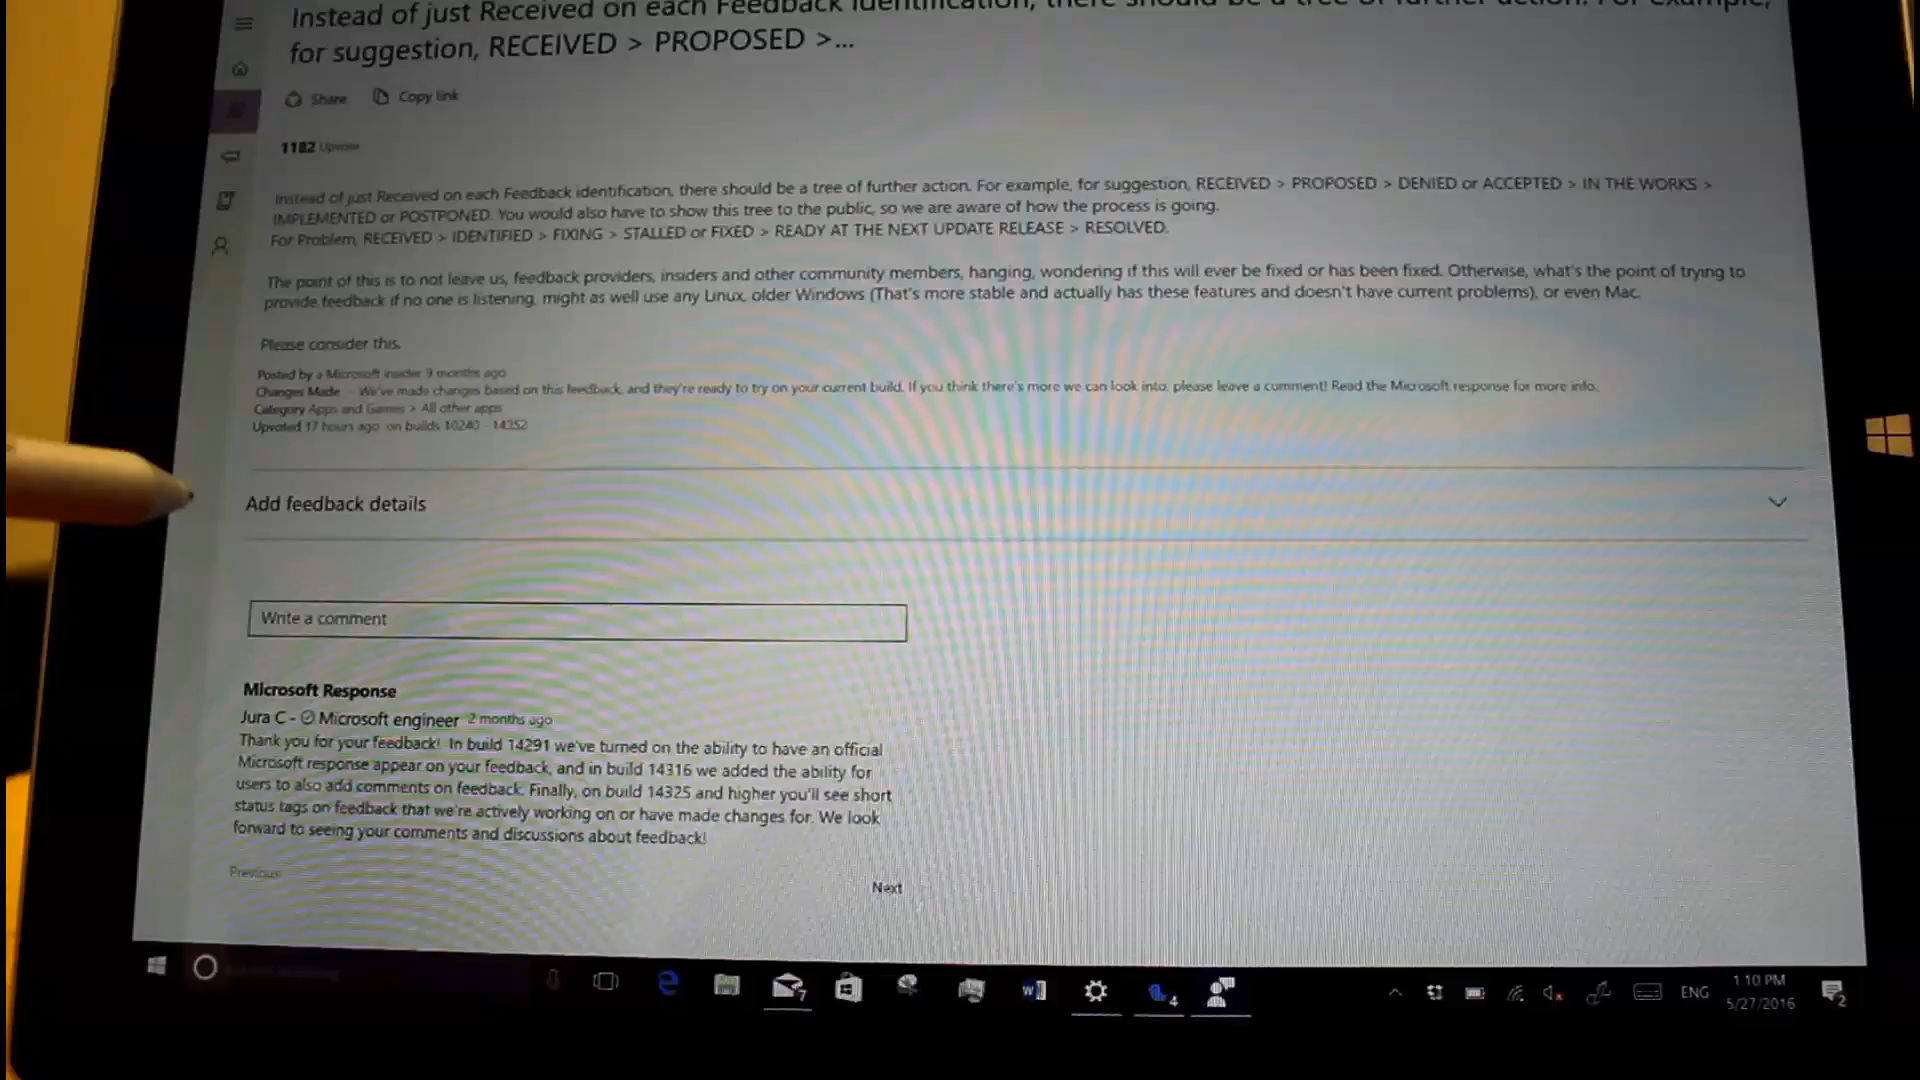 Instead of just Received on each Feedback identification, there should be a tree of further action. For example,
for suggestion, RECEIVED > PROPOSED >...
Share Copy link
1182 Upvotes
Instead of just Received on each Feedback identification, there should be a tree of further action. For example, for suggestion, RECEIVED > PROPOSED > DENIED or ACCEPTED > IN THE WORKS >
IMPLEMENTED or POSTPONED. You would also have to show this tree to the public, so we are aware of how the process is going.
For Problem, RECEIVED > IDENTIFIED > FIXING > STALLED or FIXED > READY AT THE NEXT UPDATE RELEASE > RESOLVED.
The point of this is to not leave us, feedback providers, insiders and other community members, hanging, wondering if this will ever be fixed or has been fixed. Otherwise, what's the point of trying to
provide feedback if no one is listening, might as well use any Linux, older Windows (That's more stable and actually has these features and doesn't have current problems), or even Mac.
Please consider this.
Posted by a Microsoft insider 9 months ago
Changes Made - We've made changes based on this feedback, and they're ready to try on your current build. If you think there's more we can look into, please leave a comment! Read the Microsoft response for more info.
Category Apps and Games > All other apps
Upvoted 17 hours ago on builds 10240 - 14352
Add feedback details
Write a comment
Microsoft Response
Jura C - Microsoft engineer 2 months ago
Thank you for your feedback! In build 14291 we've turned on the ability to have an official
Microsoft response appear on your feedback, and in build 14316 we added the ability for
users to also add comments on feedback. Finally, on build 14325 and higher you'll see short
status tags on feedback that we're actively working on or have made changes for. We look
forward to seeing your comments and discussions about feedback!
Previous Next
7 4 ENG 1:10 PM
5/27/2016 2